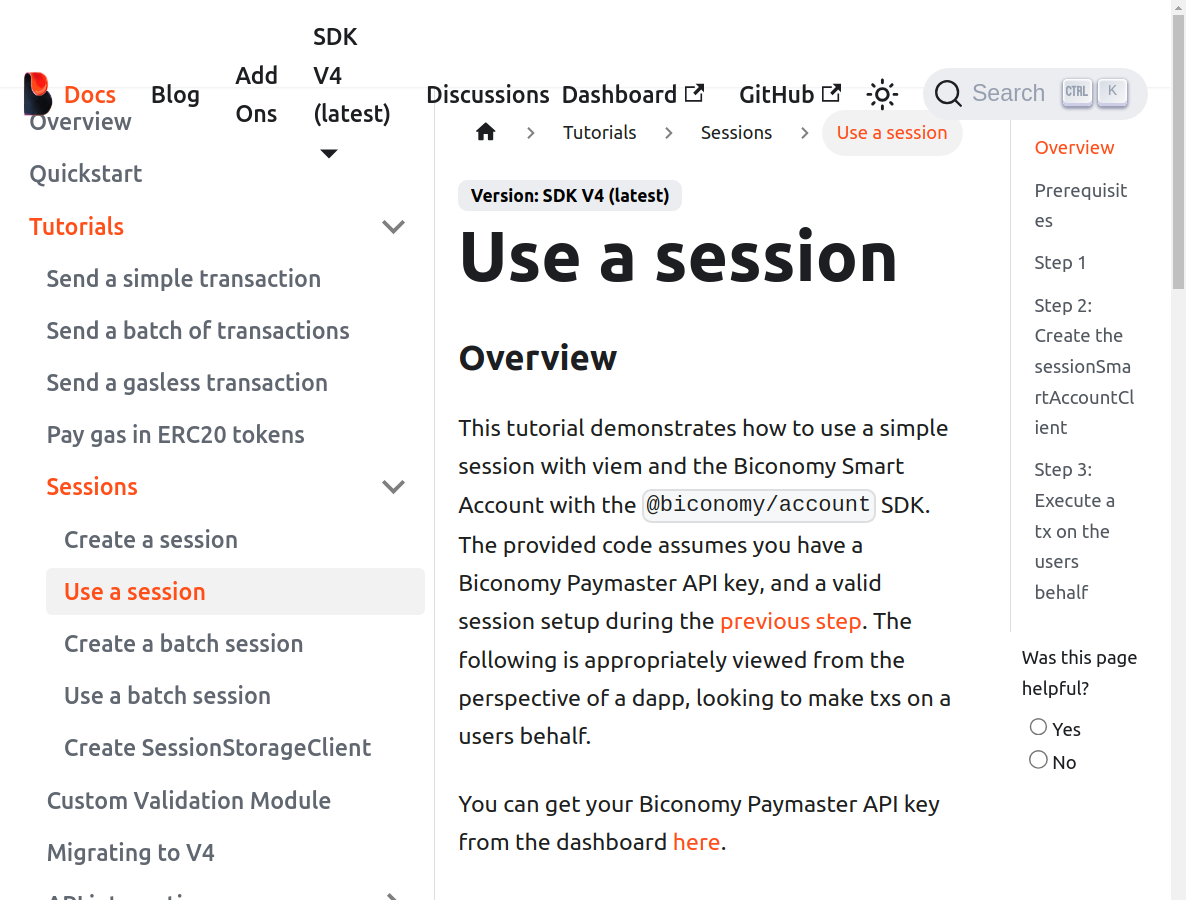 Docs
Blog
Add
Ons
SDK
V4
(latest)
Discussions
Dashboard
GitHub
Search
CTRL
K
Overview
Quickstart
Tutorials
Send a simple transaction
Send a batch of transactions
Send a gasless transaction
Pay gas in ERC20 tokens
Sessions
Create a session
Use a session
Create a batch session
Use a batch session
Create SessionStorageClient
Custom Validation Module
Migrating to V4
Tutorials
Sessions
Use a session
Version: SDK V4 (latest)
Use a session
Overview
This tutorial demonstrates how to use a simple
session with viem and the Biconomy Smart
Account with the @biconomy/account SDK.
The provided code assumes you have a
Biconomy Paymaster API key, and a valid
session setup during the previous step. The
following is appropriately viewed from the
perspective of a dapp, looking to make txs on a
users behalf.
You can get your Biconomy Paymaster API key
from the dashboard here.
Overview
Prerequisit
es
Step 1
Step 2:
Create the
sessionSma
rtAccountCl
ient
Step 3:
Execute a
tx on the
users
behalf
Was this page
helpful?
Yes
No